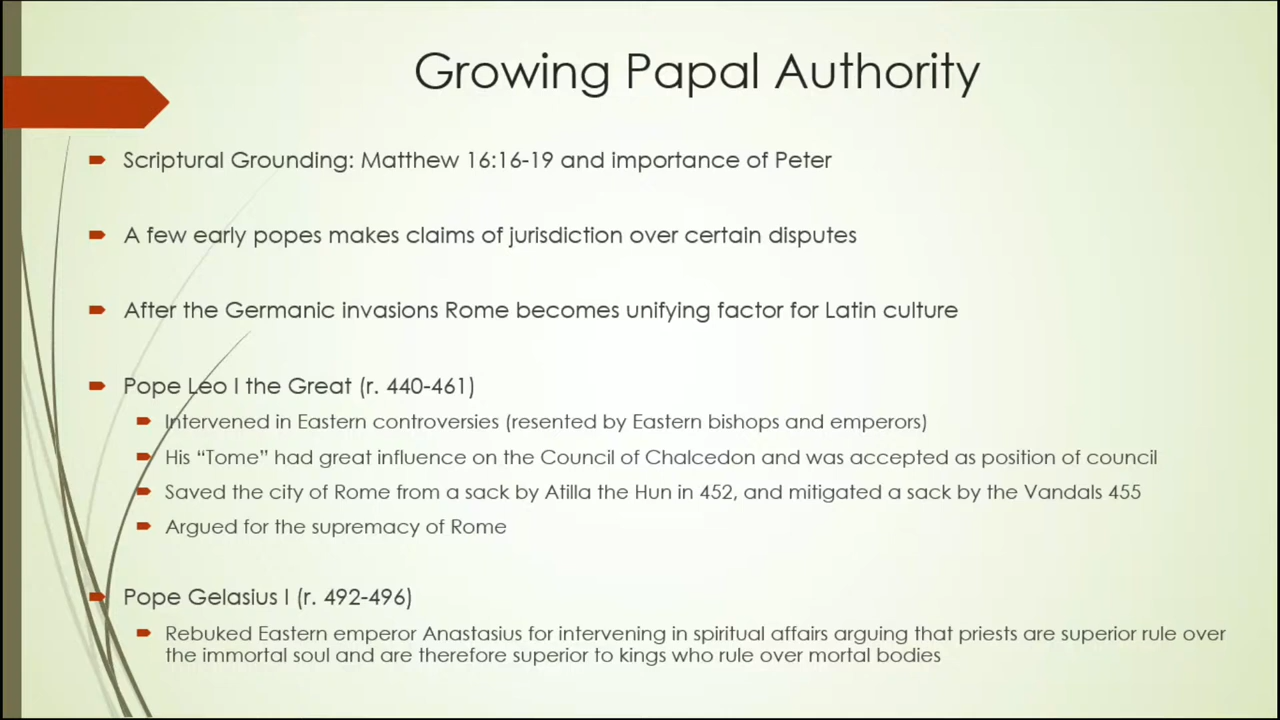 Growing Papal Authority
Scriptural Grounding: Matthew 16:16-19 and importance of Peter
A few early popes makes claims of jurisdiction over certain disputes
After the Germanic invasions Rome becomes unifying factor for Latin culture
Pope Leo I the Great (r. 440-461)
Intervened in Eastern controversies (resented by Eastern bishops and emperors)
His “Tome” had great influence on the Council of Chalcedon and was accepted as position of council
Saved the city of Rome from a sack by Atilla the Hun in 452, and mitigated a sack by the Vandals 455
Argued for the supremacy of Rome
Pope Gelasius I (r. 492-496)
Rebuked Eastern emperor Anastasius for intervening in spiritual affairs arguing that priests are superior rule over
the immortal soul and are therefore superior to kings who rule over mortal bodies